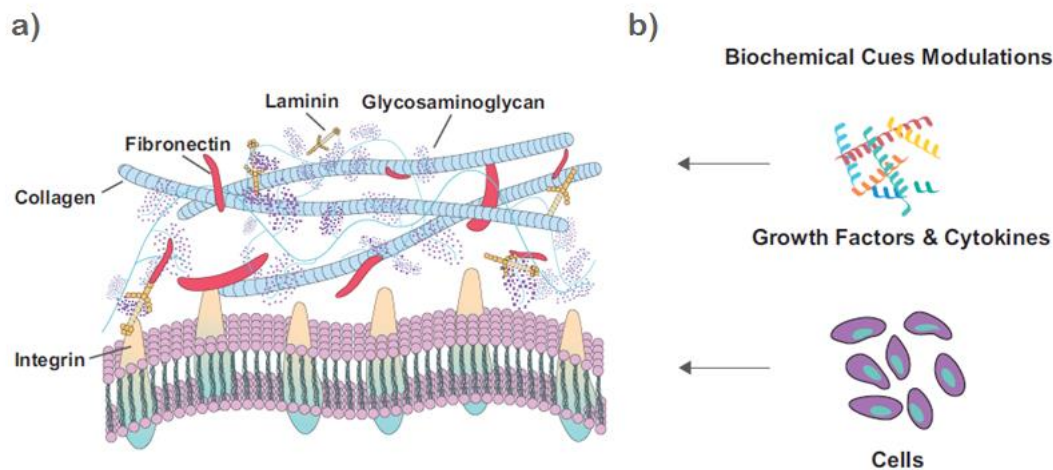 a)
Laminin
Glycosaminoglycan
Fibronectin
Collagen
Integrin
b)
Biochemical Cues Modulations
Growth Factors & Cytokines
Cells